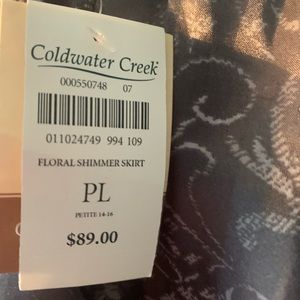 Coldwater Creek
000550748 07
011024749 994 109
FLORAL SHIMMER SKIRT
PL
PETITE 14-16
$89.00